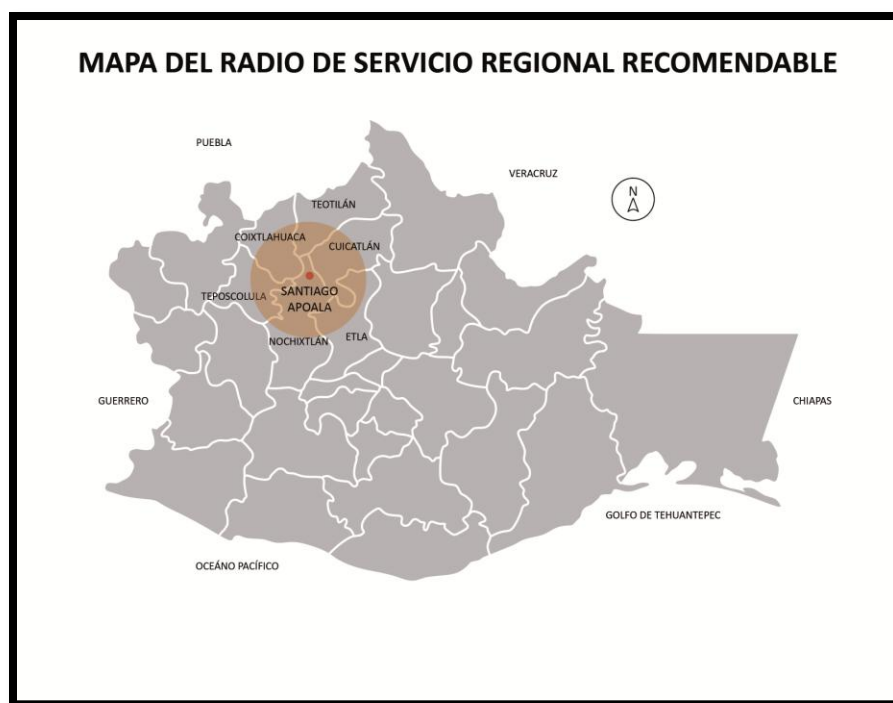 MAPA DEL RADIO DE SERVICIO REGIONAL RECOMENDABLE
PUEBLA
VERACRUZ
N
TEOTILÁN
COIXTLAHUACA
CUICATLÁN
TEPOSCOLULA
SANTIAGO
APOALA
NOCHIXTLÁN
ETLA
GUERRERO
CHIAPAS
GOLFO DE TEHUANTEPEC
OCEÁNO PACÍFICO